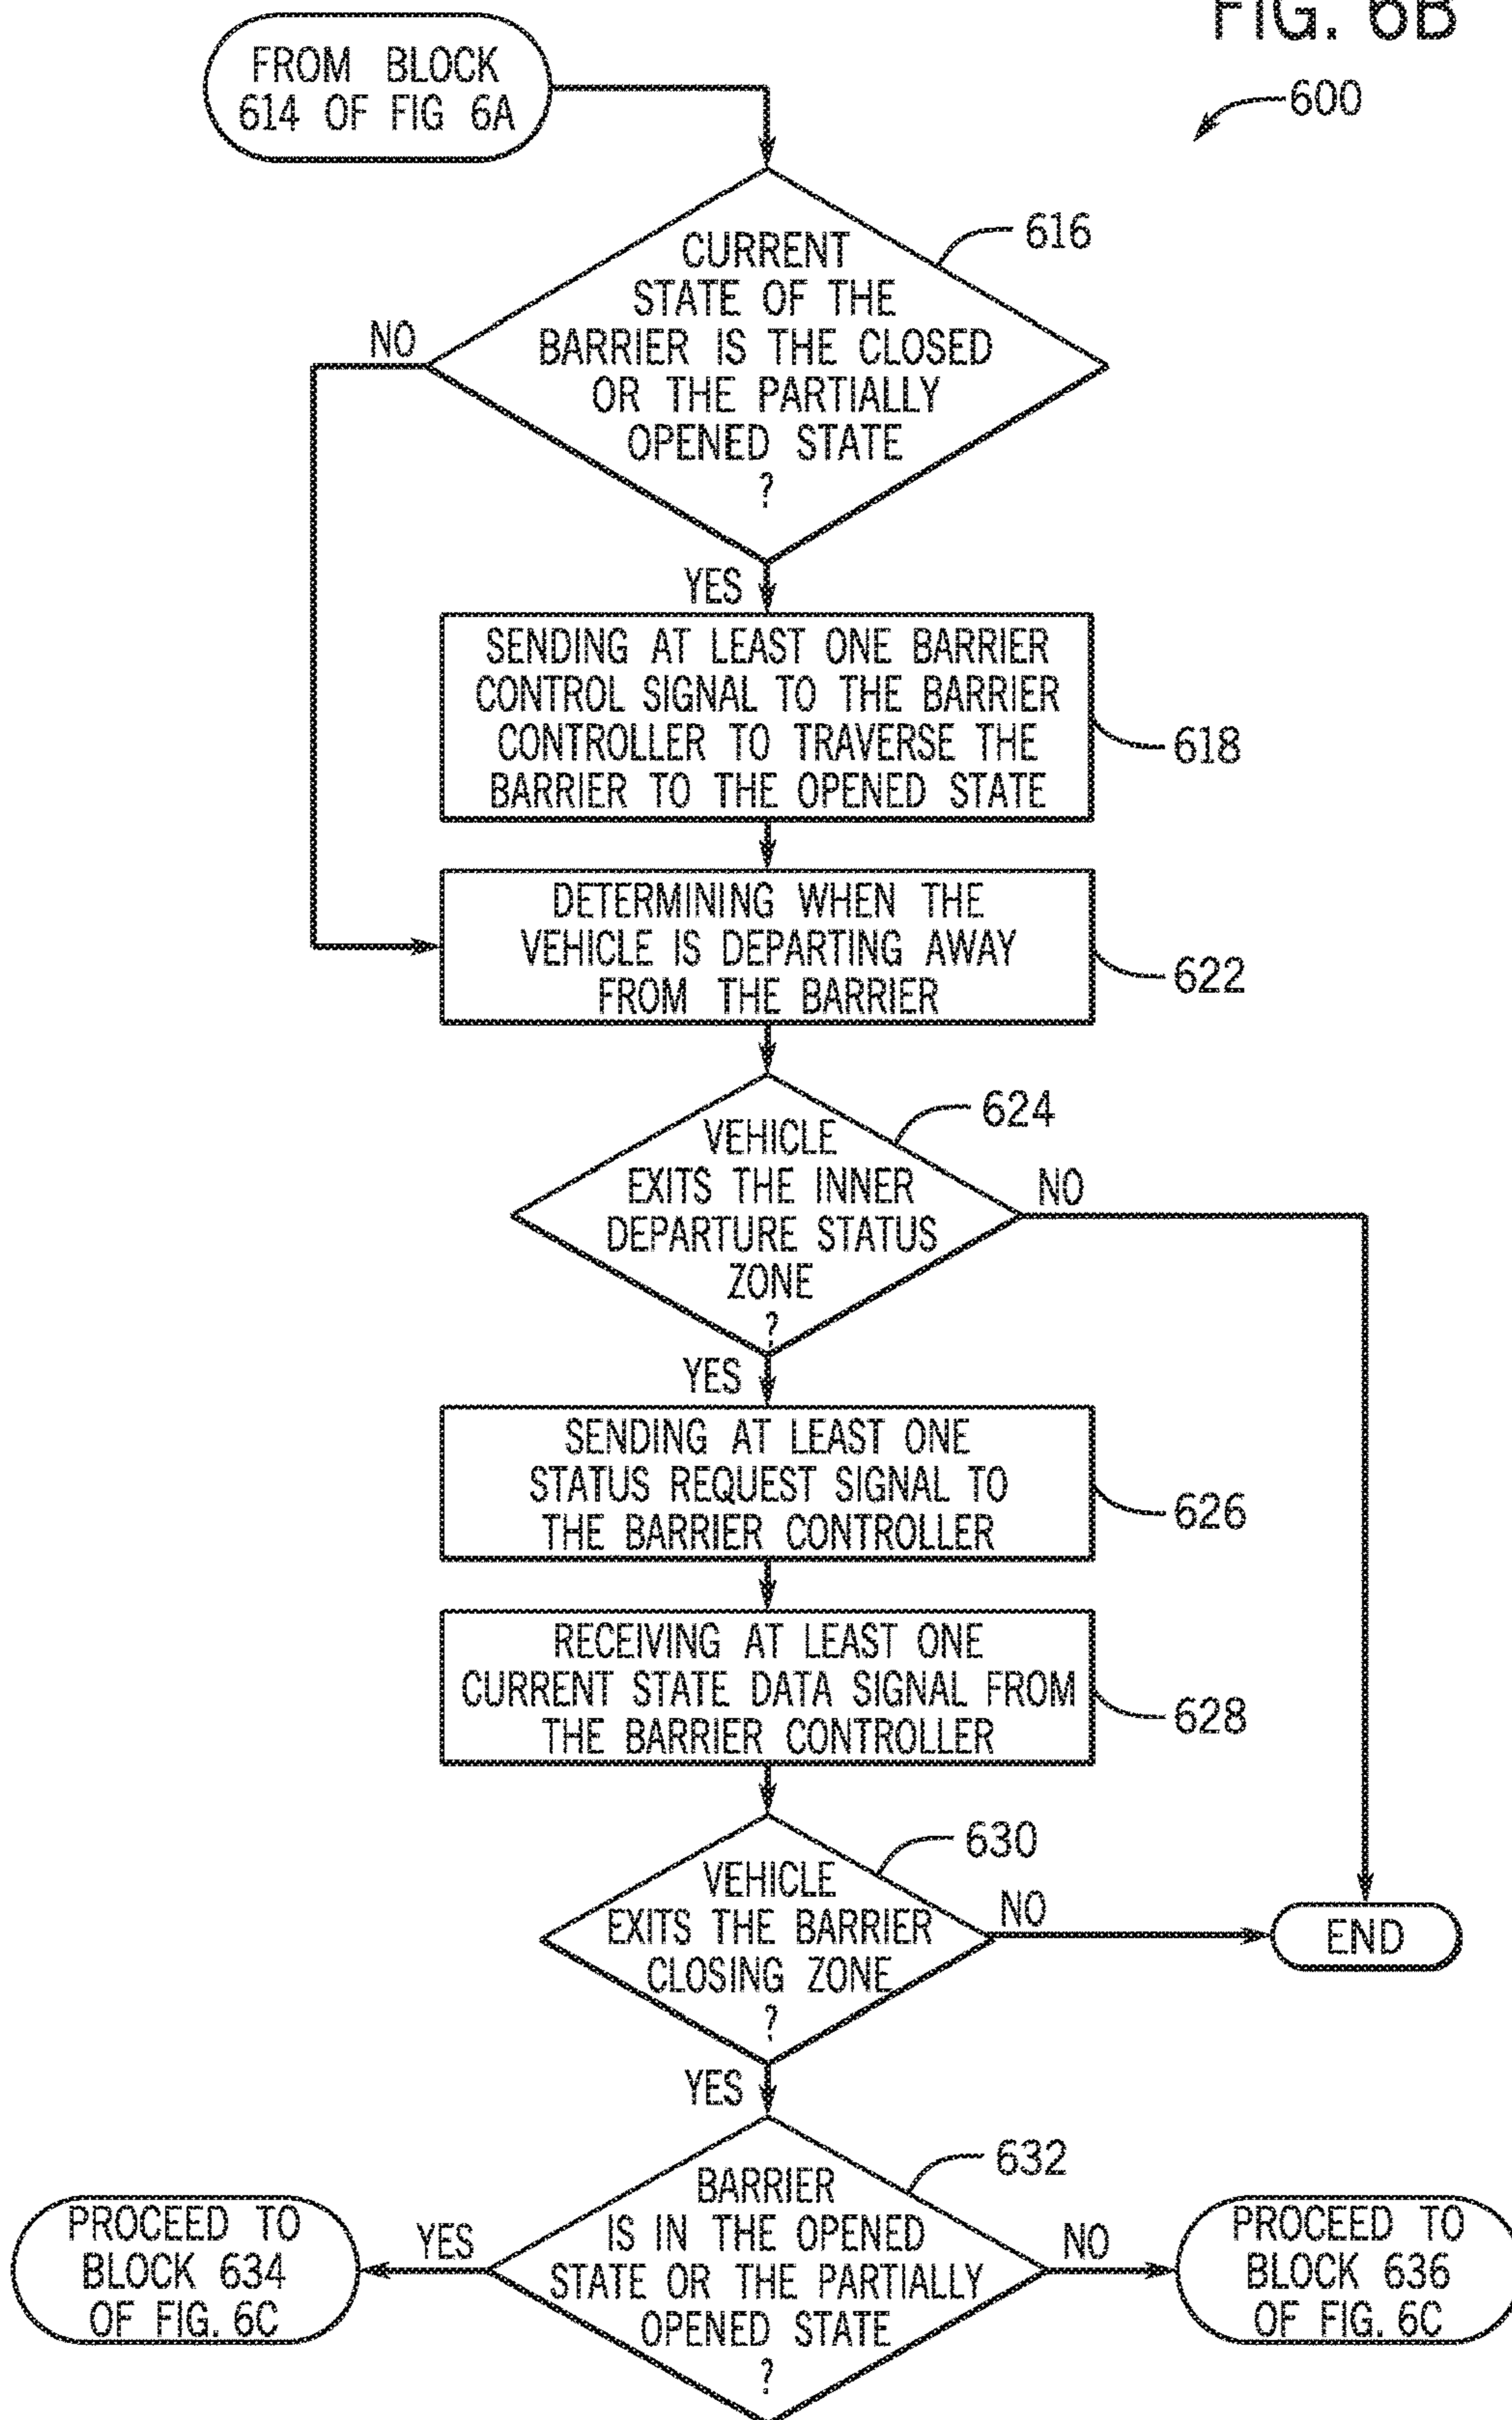 FIG. 6B
600
FROM BLOCK
614 OF FIG 6A
616
CURRENT
STATE OF THE
BARRIER IS THE CLOSED
OR THE PARTIALLY
OPENED STATE
?
NO
YES
SENDING AT LEAST ONE BARRIER
CONTROL SIGNAL TO THE BARRIER
CONTROLLER TO TRAVERSE THE
BARRIER TO THE OPENED STATE
618
DETERMINING WHEN THE
VEHICLE IS DEPARTING AWAY
FROM THE BARRIER
622
624
VEHICLE
EXITS THE INNER
DEPARTURE STATUS
ZONE
?
NO
YES
SENDING AT LEAST ONE
STATUS REQUEST SIGNAL TO
THE BARRIER CONTROLLER
626
RECEIVING AT LEAST ONE
CURRENT STATE DATA SIGNAL FROM
THE BARRIER CONTROLLER
628
630
VEHICLE
EXITS THE BARRIER
CLOSING ZONE
?
NO
END
YES
632
BARRIER
IS IN THE OPENED
STATE OR THE PARTIALLY
OPENED STATE
?
YES
PROCEED TO
BLOCK 634
OF FIG. 6C
NO
PROCEED TO
BLOCK 636
OF FIG. 6C